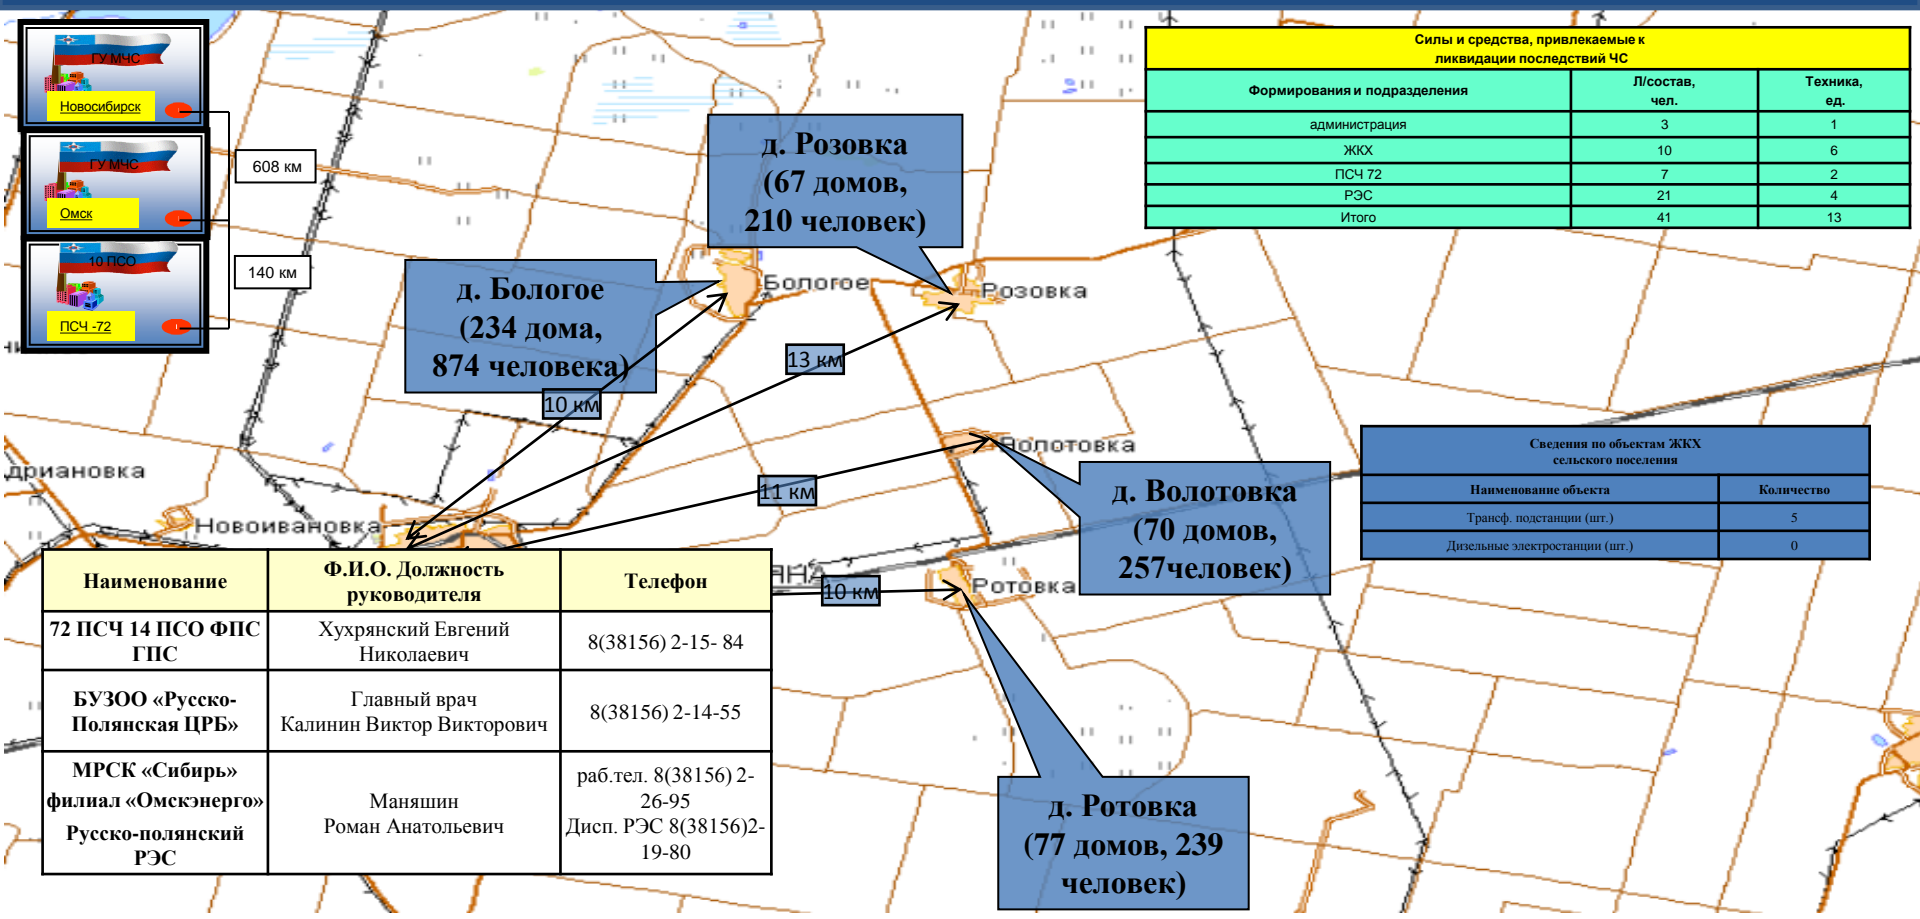 ГУ МЧС
Новосибирск
ГУ МЧС
Омск
10 ПСО
ПСЧ -72
608 км
140 км
Силы и средства, привлекаемые к
ликвидации последствий ЧС
Формирования и подразделения
Л/состав,
чел.
Техника,
ед.
администрация 3 1
ЖКХ 10 6
ПСЧ 72 7 2
РЭС 21 4
Итого 41 13
д. Розовка
(67 домов,
210 человек)
д. Бологое
(234 дома,
874 человека)
Бологое
Розовка
13 км
10 км
Волотовка
11 км
дриановка
Новоивановка
д. Волотовка
(70 домов,
257человек)
Сведения по объектам ЖКХ
сельского поселения
Наименование объекта Количество
Трансф. подстанции (шт.) 5
Дизельные электростанции (шт.) 0
ЯНА
10 км
Ротовка
д. Ротовка
(77 домов, 239
человек)
Наименование
Ф.И.О. Должность
руководителя
Телефон
72 ПСЧ 14 ПСО ФПС
ГПС
Хухрянский Евгений
Николаевич
8(38156) 2-15- 84
БУЗОО «Русско-
Полянская ЦРБ»
Главный врач
Калинин Виктор Викторович
8(38156) 2-14-55
МРСК «Сибирь»
филиал «Омскэнерго»
Русско-полянский
РЭС
Маняшин
Роман Анатольевич
раб.тел. 8(38156) 2-
26-95
Дисп. РЭС 8(38156)2-
19-80